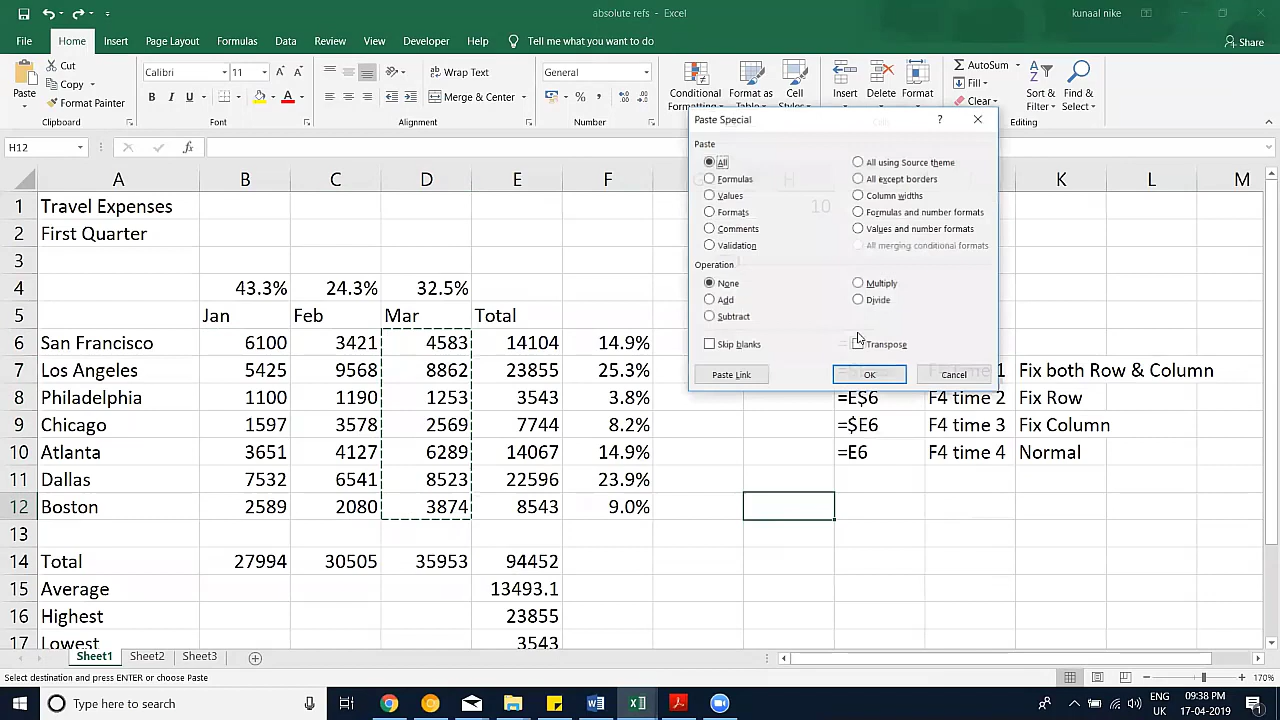 absolute refs - Excel
kunaal nike
File Home Insert Page Layout Formulas Data Review View Developer Help Tell me what you want to do Share
Cut
Copy
Format Painter
Paste
Clipboard
Calibri 11
B I U A
Font
Wrap Text
Merge & Center
Alignment
General
%
Number
Conditional
Formatting
Format as
Table
Cell
Styles
Insert Delete Format
AutoSum
Fill
Clear
Sort &
Filter
Find &
Select
Editing
Paste Special ?
Paste
All All using Source theme
Formulas All except borders
Values Column widths
Formats Formulas and number formats
Comments Values and number formats
Validation All merging conditional formats
Operation
None Multiply
Add Divide
Subtract
Skip blanks Transpose
Paste Link OK Cancel
H12 fx
A B C D E F H K L M
1 Travel Expenses 10
2 First Quarter
3
4 43.3% 24.3% 32.5%
5 Jan Feb Mar Total
6 San Francisco 6100 3421 4583 14104 14.9%
7 Los Angeles 5425 9568 8862 23855 25.3% 1 Fix both Row & Column
8 Philadelphia 1100 1190 1253 3543 3.8% =E$6 F4 time 2 Fix Row
9 Chicago 1597 3578 2569 7744 8.2% =$E6 F4 time 3 Fix Column
10 Atlanta 3651 4127 6289 14067 14.9% =E6 F4 time 4 Normal
11 Dallas 7532 6541 8523 22596 23.9%
12 Boston 2589 2080 3874 8543 9.0%
13
14 Total 27994 30505 35953 94452
15 Average 13493.1
16 Highest 23855
17 Lowest 3543
Sheet1 Sheet2 Sheet3
Select destination and press ENTER or choose Paste
170%
Type here to search
ENG
UK
09:38 PM
17-04-2019